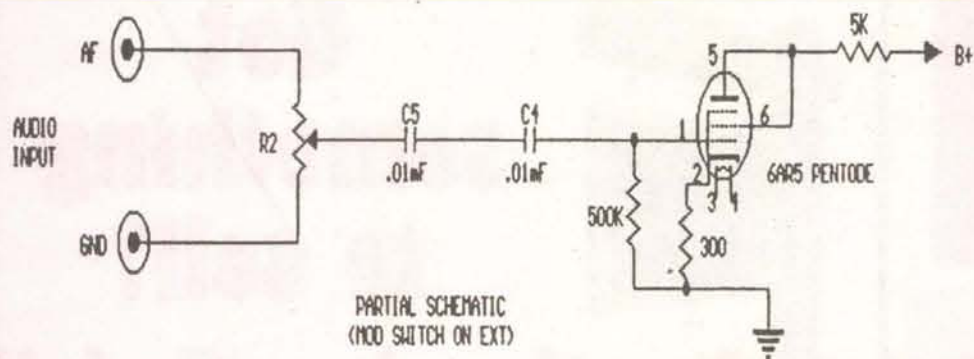 AF
AUDIO
INPUT
GND
R2
C5
.01mF
C4
.01mF
500K
1
2
3
4
5
6
300
5K
B+
6AR5 PENTODE
PARTIAL SCHEMATIC
(MOD SWITCH ON EXT)